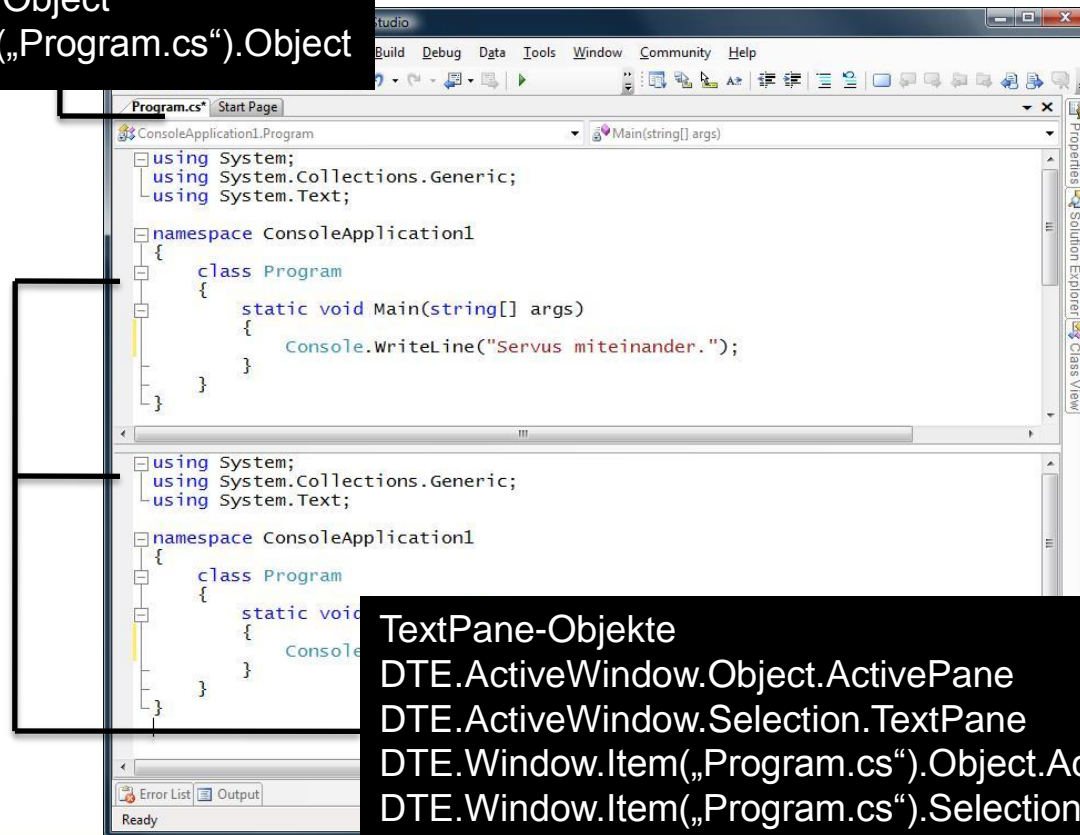 Object
(„Program.cs“).Object
Studio
Build Debug Data Tools Window Community Help
Program.cs* Start Page
ConsoleApplication1.Program Main(string[] args)
using System;
using System.Collections.Generic;
using System.Text;
namespace ConsoleApplication1
{
class Program
{
static void Main(string[] args)
{
Console.WriteLine("Servus miteinander.");
}
}
}
using System;
using System.Collections.Generic;
using System.Text;
namespace ConsoleApplication1
{
class Program
{
static void
{
Console
}
}
}
Properties
Solution Explorer
Class View
TextPane-Objekte
DTE.ActiveWindow.Object.ActivePane
DTE.ActiveWindow.Selection.TextPane
DTE.Window.Item(„Program.cs“).Object.Ac
DTE.Window.Item(„Program.cs“).Selection
Error List Output
Ready